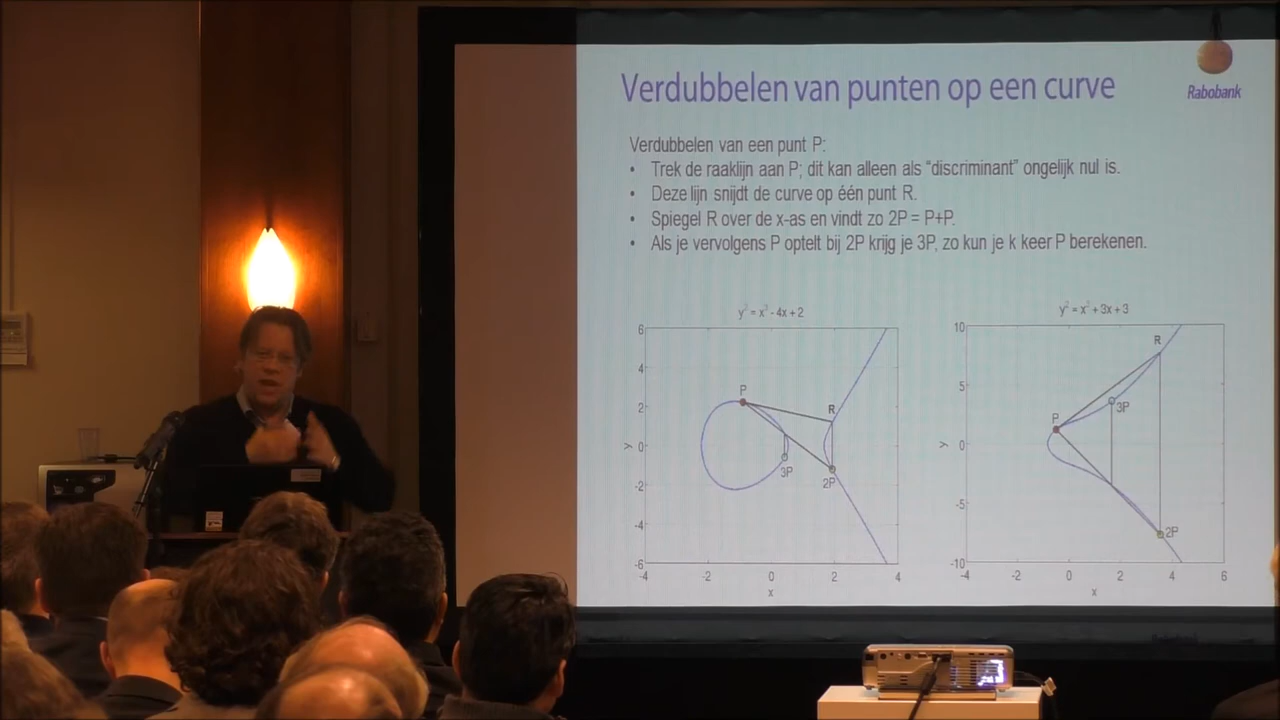 Verdubbelen van punten op een curve
Rabobank
Verdubbelen van een punt P:
• Trek de raaklijn aan P; dit kan alleen als “discriminant” ongelijk nul is.
• Deze lijn snijdt de curve op één punt R.
• Spiegel R over de x-as en vindt zo 2P = P+P.
• Als je vervolgens P optelt bij 2P krijg je 3P, zo kun je k keer P berekenen.
y² = x³ - 4x + 2
6
4
2
0
-2
-4
-6
y
P
R
3P
2P
-4 -2 0 2 4
x
y² = x³ + 3x + 3
10
5
0
-5
-10
y
R
3P
P
2P
-4 -2 0 2 4 6
x